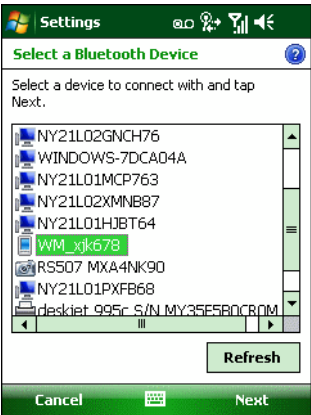 Settings
Select a Bluetooth Device
Select a device to connect with and tap
Next.
NY21L02GNCH76
WINDOWS-7DCA04A
NY21L01MCP763
NY21L02XMNB87
NY21L01HJBT64
WM_xjk678
RS507 MXA4NK90
NY21L01PXFB68
deskjet 995c S/N MY35E5B0CR0M
Refresh
Cancel
Next